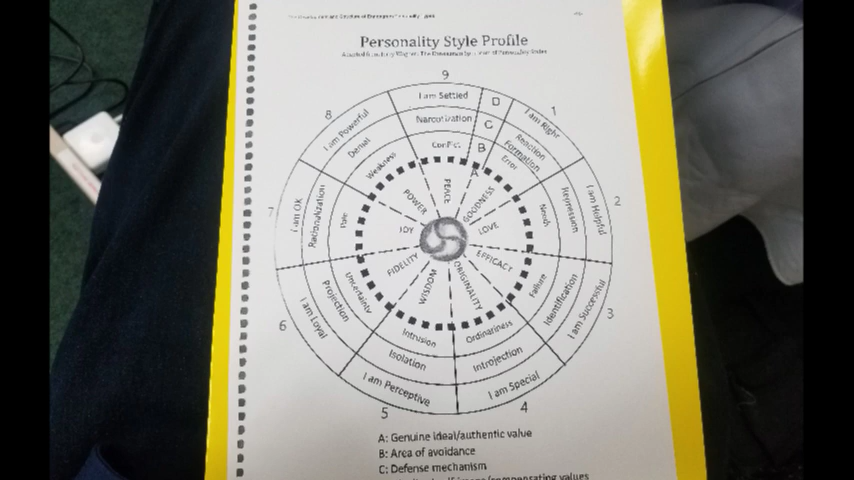 Personality Style Profile
9
I am Settled
D
Narcotization
C
B
A
PEACE
1
I am Right
Reaction Formation
Error
GOODNESS
2
I am Helpful
Repression
Needs
LOVE
3
I am Successful
Identification
Failure
EFFICACY
4
I am Special
Introjection
Ordinariness
ORIGINALITY
5
I am Perceptive
Isolation
Intrusion
WISDOM
6
I am Loyal
Projection
Uncertainty
FIDELITY
7
I am OK
Rationalization
JOY
8
I am Powerful
Denial
Weakness
POWER
A: Genuine ideal/authentic value
B: Area of avoidance
C: Defense mechanism